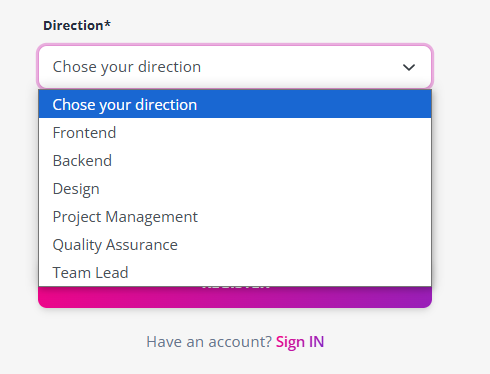 Direction*
Chose your direction
Chose your direction
Frontend
Backend
Design
Project Management
Quality Assurance
Team Lead
Have an account? Sign IN